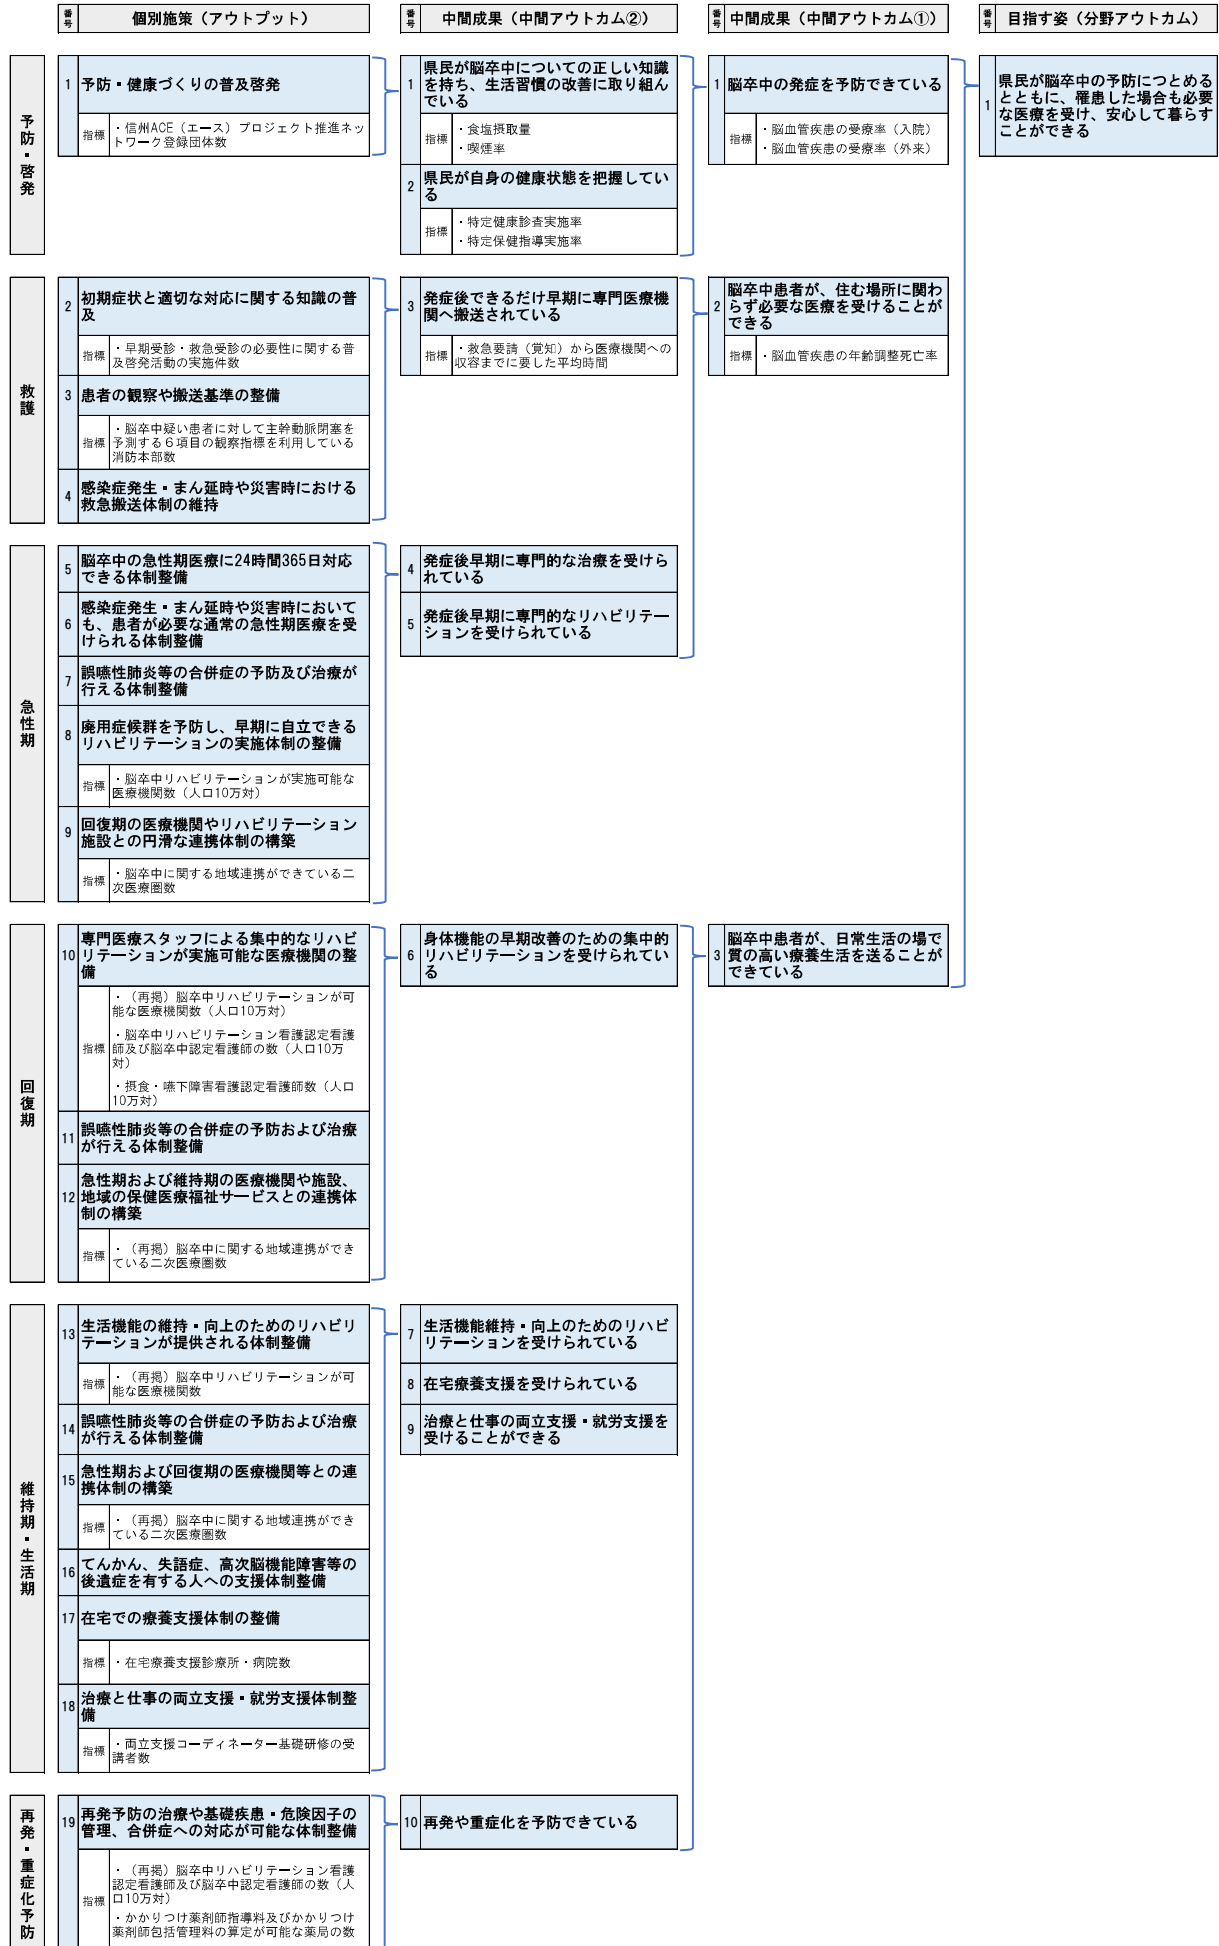 番号
個別施策（アウトプット）
番号
中間成果（中間アウトカム②）
番号
中間成果（中間アウトカム①）
番号
目指す姿（分野アウトカム）
予防・啓発
1
予防・健康づくりの普及啓発
指標
・信州ACE（エース）プロジェクト推進ネッ
トワーク登録団体数
1
県民が脳卒中についての正しい知識
を持ち、生活習慣の改善に取り組ん
でいる
指標
・食塩摂取量
・喫煙率
2
県民が自身の健康状態を把握してい
る
指標
・特定健康診査実施率
・特定保健指導実施率
1
脳卒中の発症を予防できている
指標
・脳血管疾患の受療率（入院）
・脳血管疾患の受療率（外来）
1
県民が脳卒中の予防につとめる
とともに、罹患した場合も必要
な医療を受け、安心して暮らす
ことができる
救護
2
初期症状と適切な対応に関する知識の普
及
指標
・早期受診・救急受診の必要性に関する普
及啓発活動の実施件数
3
患者の観察や搬送基準の整備
指標
・脳卒中疑い患者に対して主幹動脈閉塞を
予測する６項目の観察指標を利用している
消防本部数
4
感染症発生・まん延時や災害時における
救急搬送体制の維持
3
発症後できるだけ早期に専門医療機
関へ搬送されている
指標
・救急要請（覚知）から医療機関への
収容までに要した平均時間
2
脳卒中患者が、住む場所に関わ
らず必要な医療を受けることが
できる
指標
・脳血管疾患の年齢調整死亡率
急性期
5
脳卒中の急性期医療に24時間365日対応
できる体制整備
6
感染症発生・まん延時や災害時において
も、患者が必要な通常の急性期医療を受
けられる体制整備
7
誤嚥性肺炎等の合併症の予防及び治療が
行える体制整備
8
廃用症候群を予防し、早期に自立できる
リハビリテーションの実施体制の整備
指標
・脳卒中リハビリテーションが実施可能な
医療機関数（人口10万対）
9
回復期の医療機関やリハビリテーション
施設との円滑な連携体制の構築
指標
・脳卒中に関する地域連携ができている二
次医療圏数
4
発症後早期に専門的な治療を受けら
れている
5
発症後早期に専門的なリハビリテー
ションを受けられている
回復期
10
専門医療スタッフによる集中的なリハビ
リテーションが実施可能な医療機関の整
備
指標
・（再掲）脳卒中リハビリテーションが可
能な医療機関数（人口10万対）
・脳卒中リハビリテーション看護認定看護
師及び脳卒中認定看護師の数（人口10万
対）
・摂食・嚥下障害看護認定看護師数（人口
10万対）
11
誤嚥性肺炎等の合併症の予防および治療
が行える体制整備
12
急性期および維持期の医療機関や施設、
地域の保健医療福祉サービスとの連携体
制の構築
指標
・（再掲）脳卒中に関する地域連携ができ
ている二次医療圏数
6
身体機能の早期改善のための集中的
リハビリテーションを受けられてい
る
3
脳卒中患者が、日常生活の場で
質の高い療養生活を送ることが
できている
維持期・生活期
13
生活機能の維持・向上のためのリハビリ
テーションが提供される体制整備
指標
・（再掲）脳卒中リハビリテーションが可
能な医療機関数
14
誤嚥性肺炎等の合併症の予防および治療
が行える体制整備
15
急性期および回復期の医療機関等との連
携体制の構築
指標
・（再掲）脳卒中に関する地域連携ができ
ている二次医療圏数
16
てんかん、失語症、高次脳機能障害等の
後遺症を有する人への支援体制整備
17
在宅での療養支援体制の整備
指標
・在宅療養支援診療所・病院数
18
治療と仕事の両立支援・就労支援体制整
備
指標
・両立支援コーディネーター基礎研修の受
講者数
7
生活機能維持・向上のためのリハビ
リテーションを受けられている
8
在宅療養支援を受けられている
9
治療と仕事の両立支援・就労支援を
受けることができる
再発・重症化予防
19
再発予防の治療や基礎疾患・危険因子の
管理、合併症への対応が可能な体制整備
指標
・（再掲）脳卒中リハビリテーション看護
認定看護師及び脳卒中認定看護師の数（人
口10万対）
・かかりつけ薬剤師指導料及びかかりつけ
薬剤師包括管理料の算定が可能な薬局の数
10
再発や重症化を予防できている